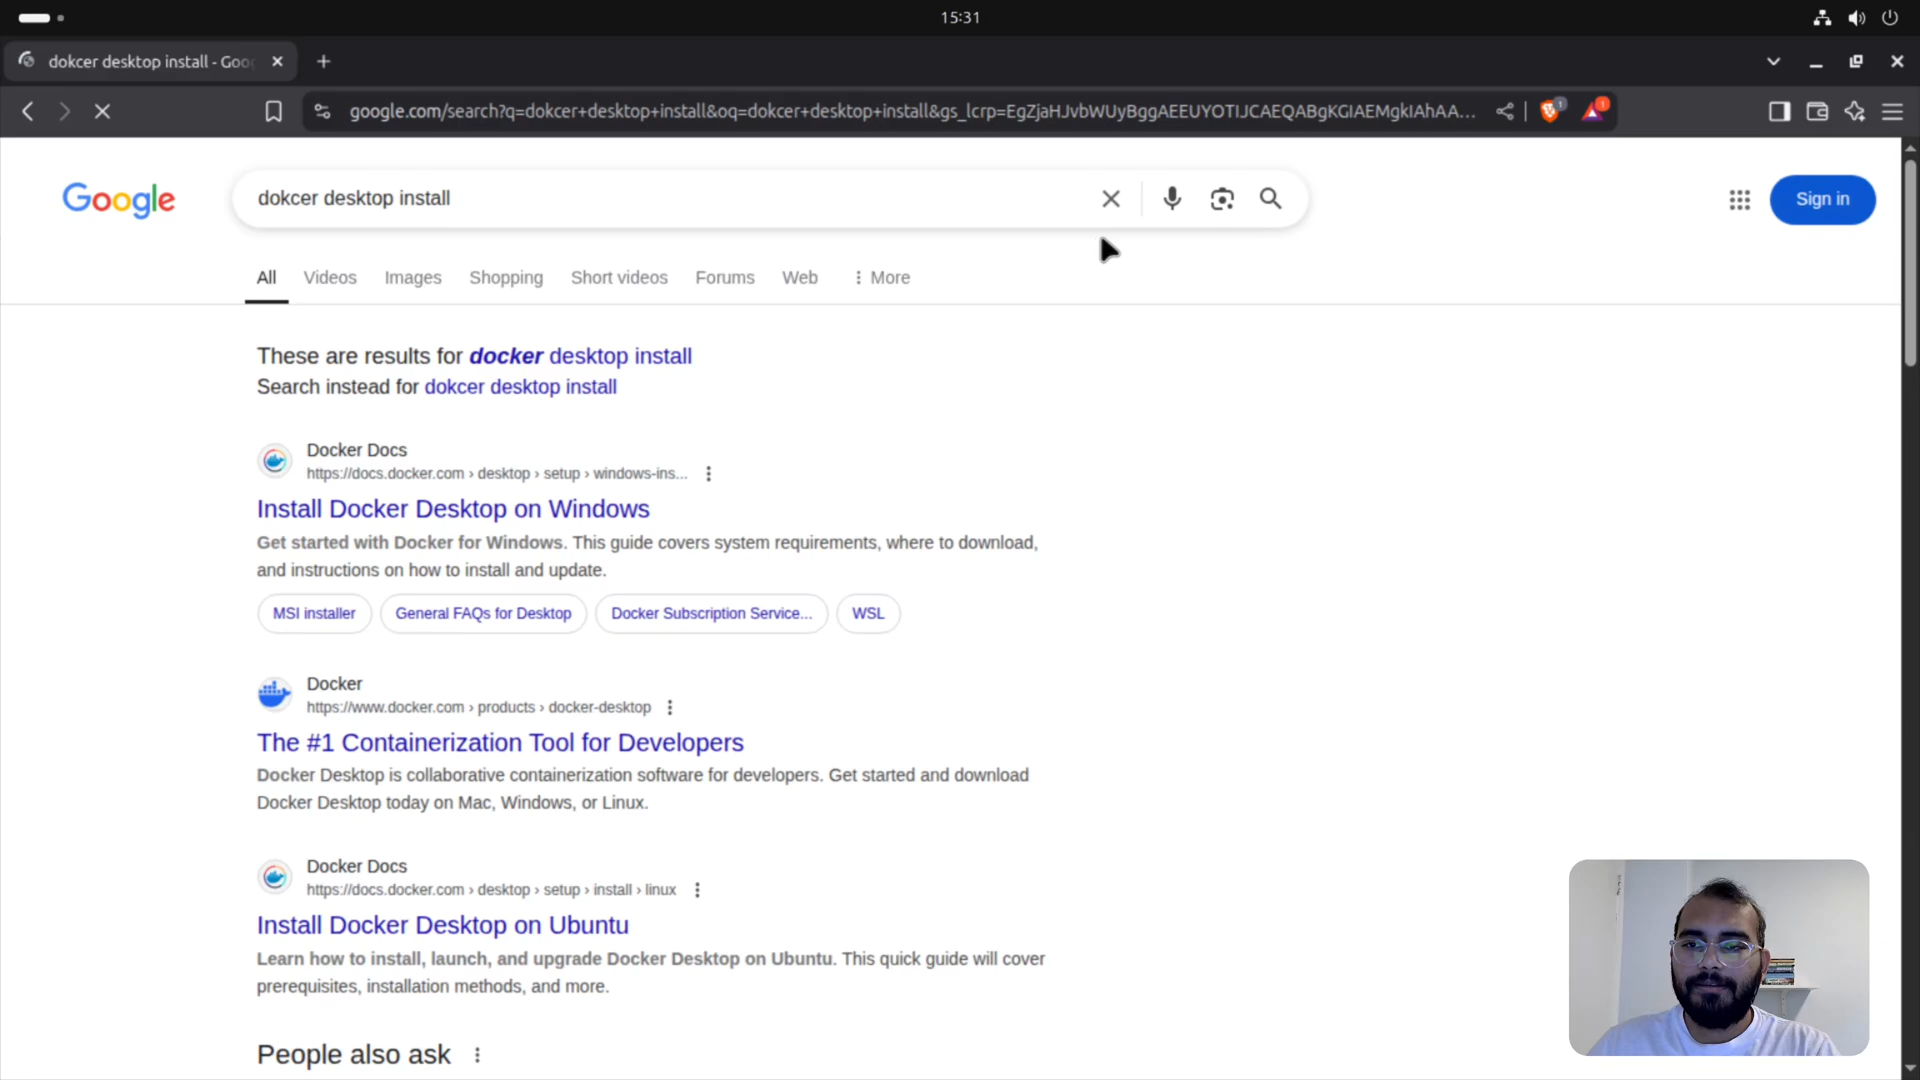 15:31
dokcer desktop install - Goo
google.com/search?q=dokcer+desktop+install&oq=dokcer+desktop+install&gs_lcrp=EgZjaHJvbWUyBggAEEUYOTIJCAEQABgKGIAEMgkIAhAA...
1
1
Google
dokcer desktop install
Sign in
All Videos Images Shopping Short videos Forums Web More
These are results for docker desktop install
Search instead for dokcer desktop install
Docker Docs
https://docs.docker.com › desktop › setup › windows-ins...
Install Docker Desktop on Windows
Get started with Docker for Windows. This guide covers system requirements, where to download,
and instructions on how to install and update.
MSI installer General FAQs for Desktop Docker Subscription Service... WSL
Docker
https://www.docker.com › products › docker-desktop
The #1 Containerization Tool for Developers
Docker Desktop is collaborative containerization software for developers. Get started and download
Docker Desktop today on Mac, Windows, or Linux.
Docker Docs
https://docs.docker.com › desktop › setup › install › linux
Install Docker Desktop on Ubuntu
Learn how to install, launch, and upgrade Docker Desktop on Ubuntu. This quick guide will cover
prerequisites, installation methods, and more.
People also ask